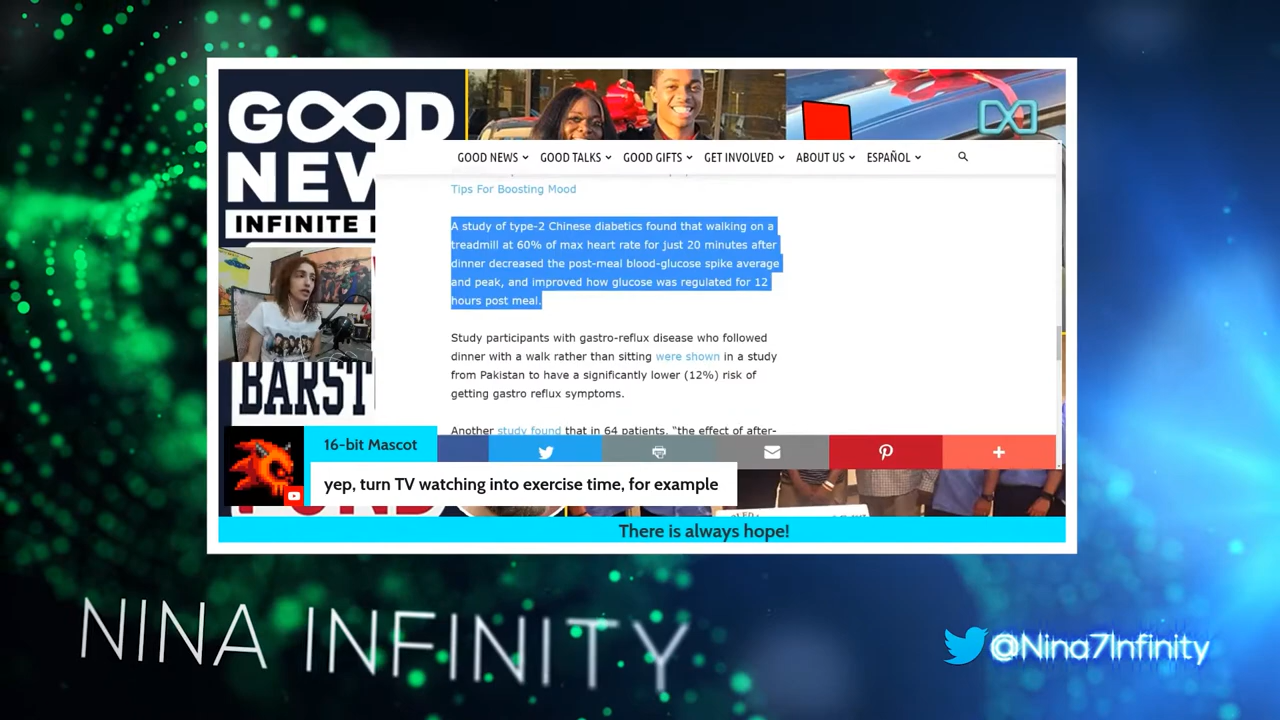 GOOD
NEW
INFINITE
GOOD NEWS GOOD TALKS GOOD GIFTS GET INVOLVED ABOUT US ESPAÑOL
Tips For Boosting Mood
A study of type-2 Chinese diabetics found that walking on a
treadmill at 60% of max heart rate for just 20 minutes after
dinner decreased the post-meal blood-glucose spike average
and peak, and improved how glucose was regulated for 12
hours post meal.
Study participants with gastro-reflux disease who followed
dinner with a walk rather than sitting were shown in a study
from Pakistan to have a significantly lower (12%) risk of
getting gastro reflux symptoms.
Another study found that in 64 patients, “the effect of after-
BARST
16-bit Mascot
yep, turn TV watching into exercise time, for example
There is always hope!
NINA INFINITY
@Nina7Infinity